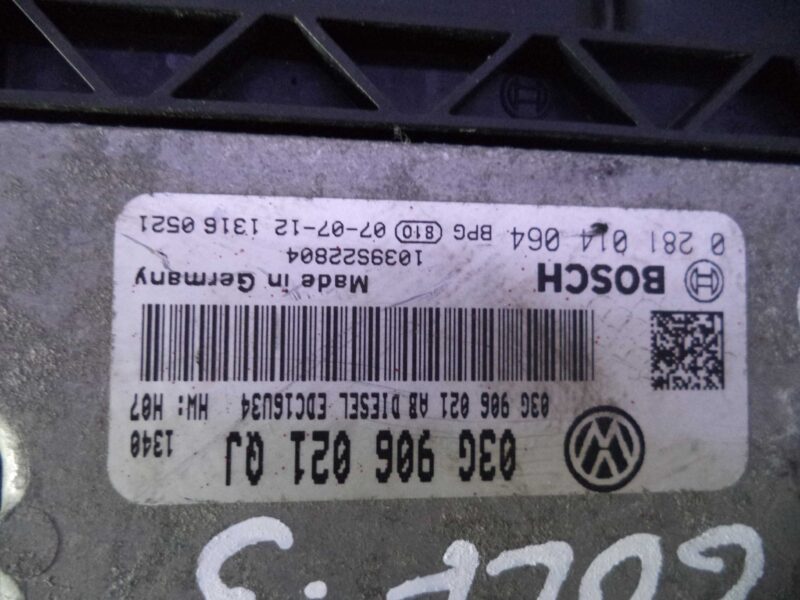 03G 906 021 QJ 1340
03G 906 021 AB DIESEL EDC16U34 HW: H07
BOSCH Made in Germany
1039S22804
0 281 014 064 BPG 810 07-07-12 1316 0521